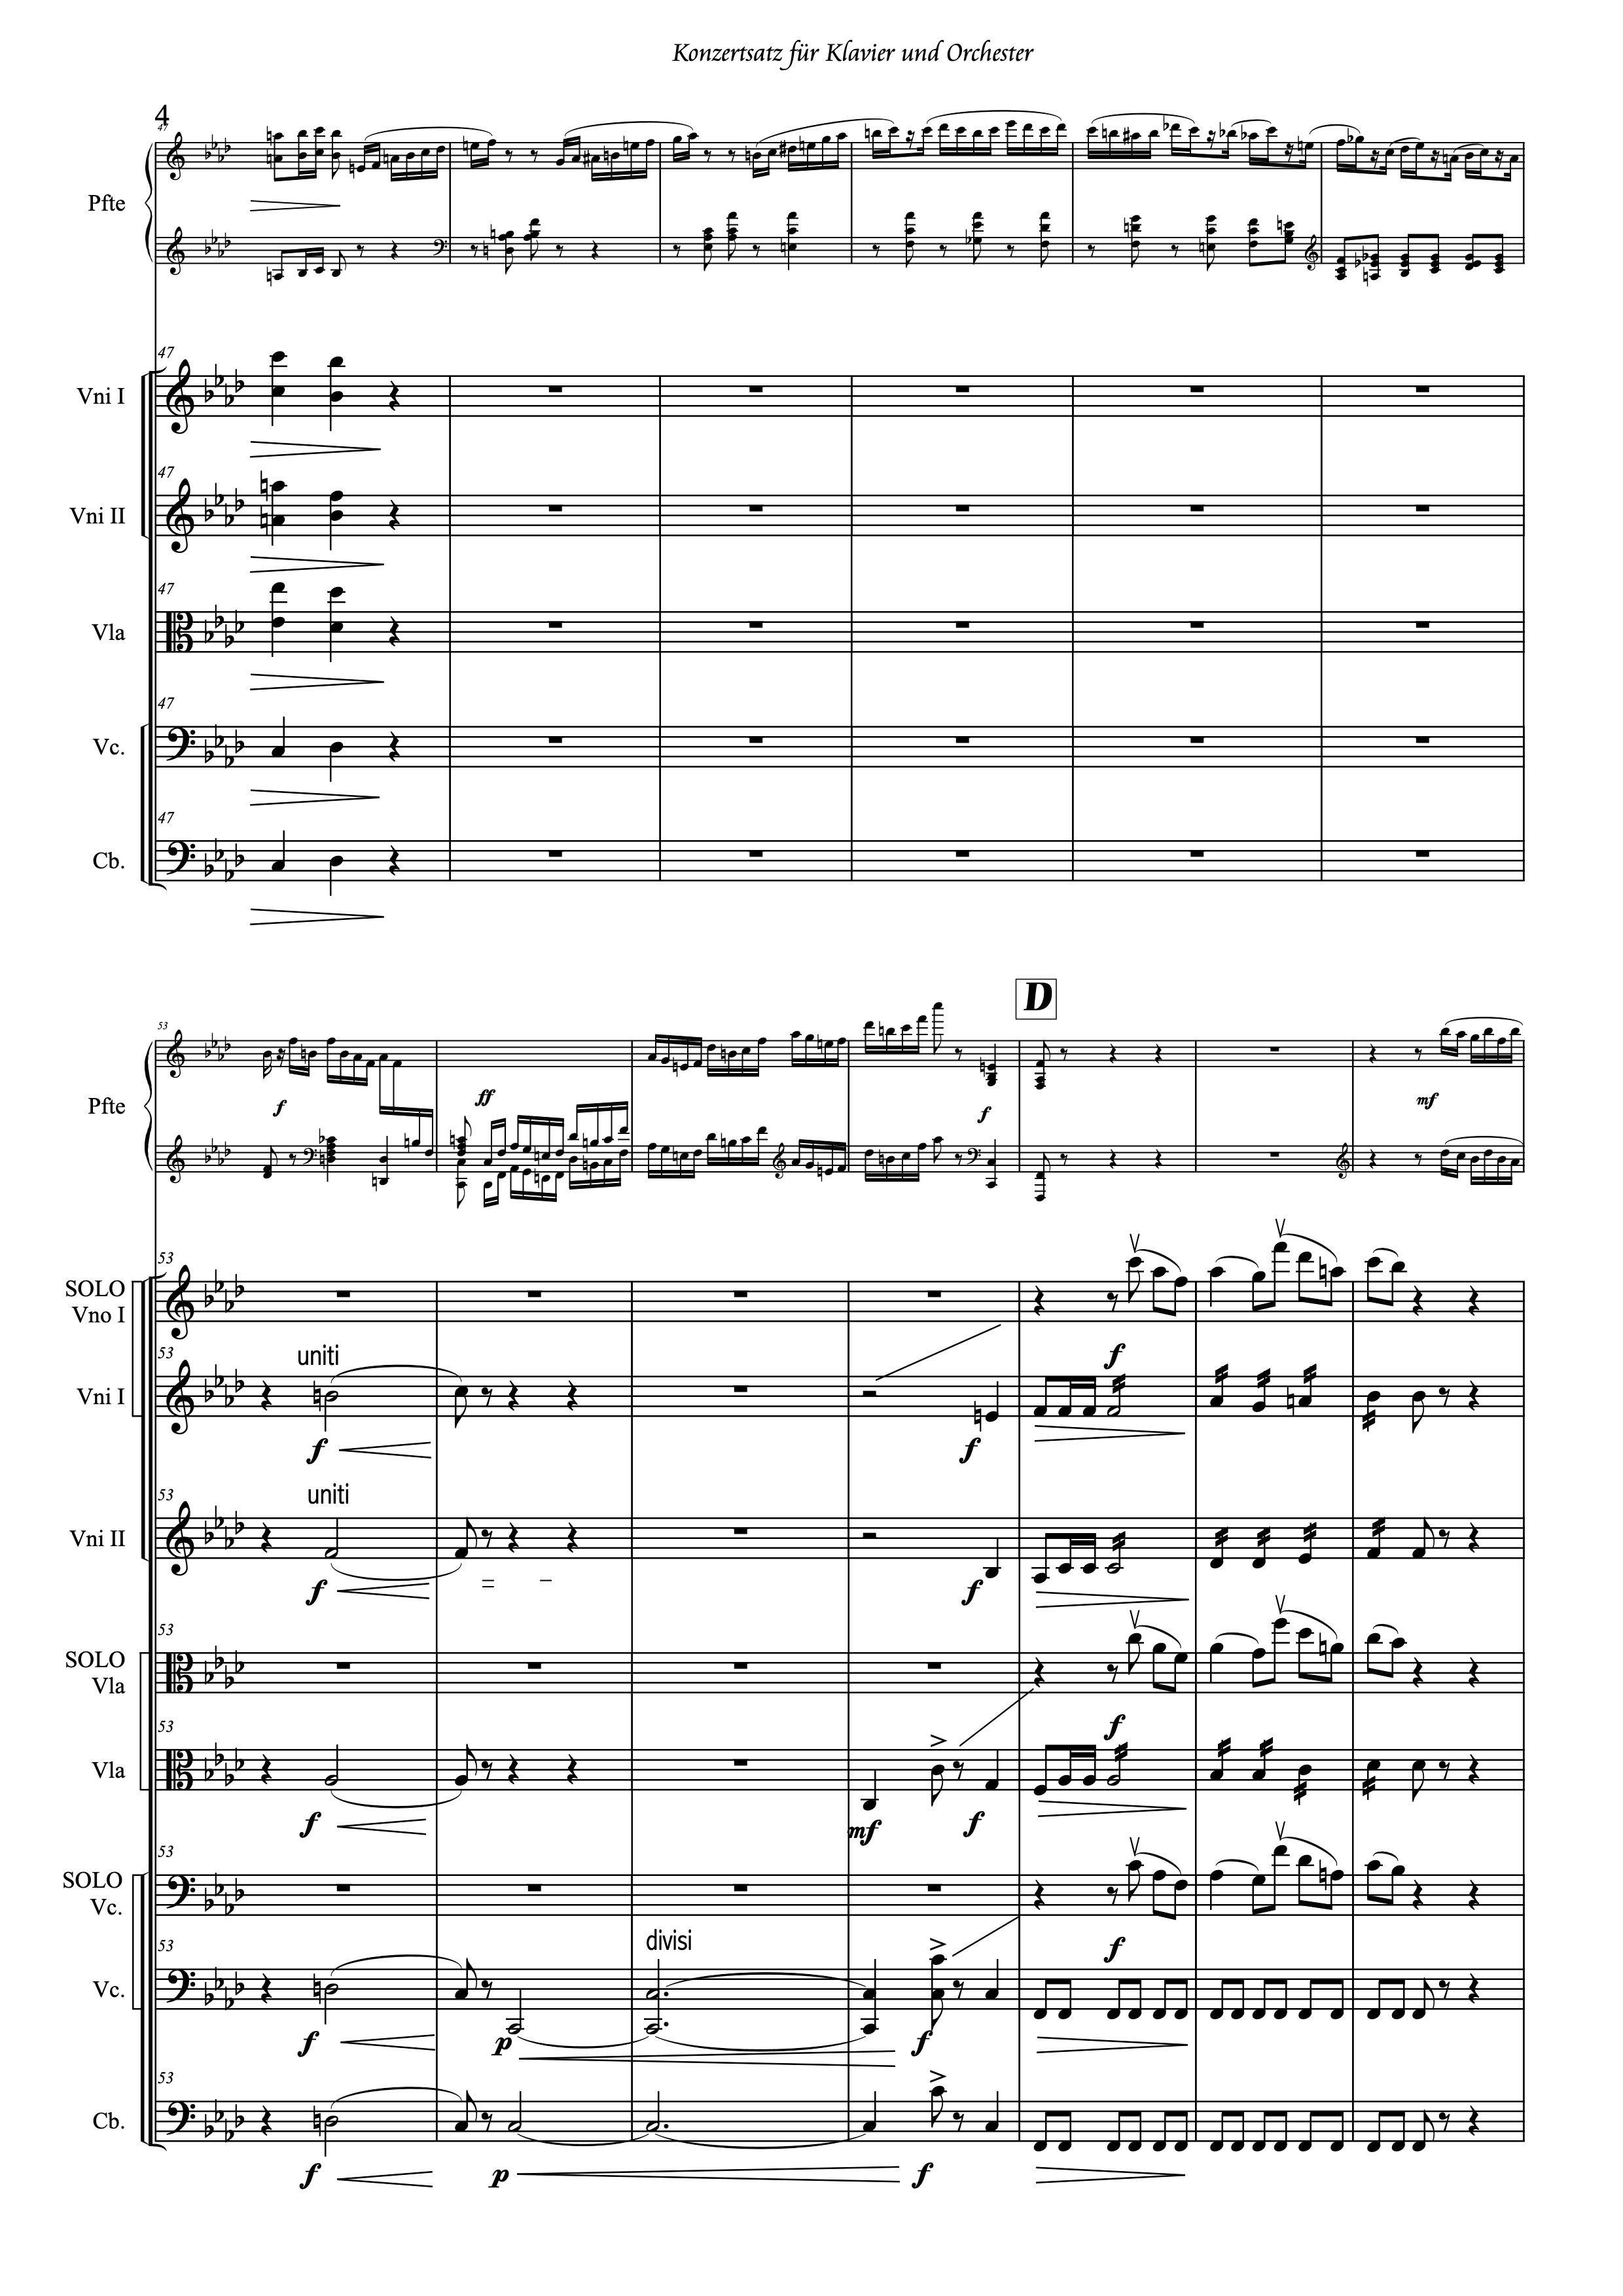 Konzertsatz für Klavier und Orchester
4
47
Pfte
47
Vni I
47
Vni II
47
Vla
47
Vc.
47
Cb.
D
53
f
ff
f
mf
Pfte
53
SOLO
Vno I
f
53
uniti
Vni I
f
f
53
uniti
Vni II
f
f
53
SOLO
Vla
f
53
Vla
f
mf
f
53
SOLO
Vc.
f
53
divisi
Vc.
f
p
f
53
Cb.
f
p
f